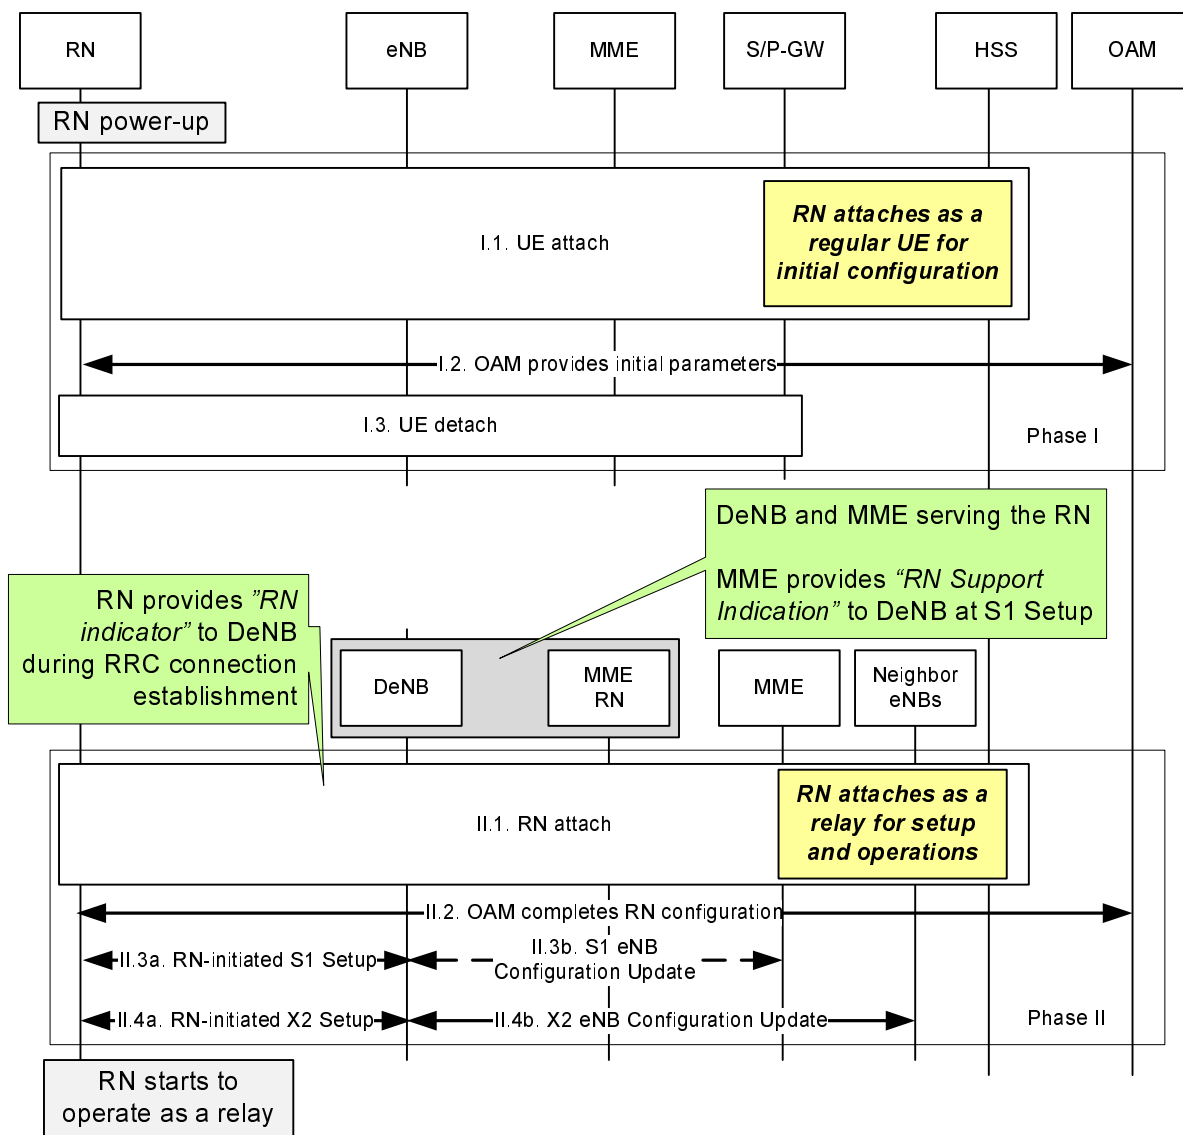 RN
eNB
MME
S/P-GW
HSS
OAM
RN power-up
I.1. UE attach
RN attaches as a
regular UE for
initial configuration
I.2. OAM provides initial parameters
I.3. UE detach
Phase I
DeNB and MME serving the RN
MME provides “RN Support
Indication” to DeNB at S1 Setup
RN provides ”RN
indicator” to DeNB
during RRC connection
establishment
DeNB
MME
RN
MME
Neighbor
eNBs
II.1. RN attach
RN attaches as a
relay for setup
and operations
II.2. OAM completes RN configuration
II.3a. RN-initiated S1 Setup
II.3b. S1 eNB
Configuration Update
II.4a. RN-initiated X2 Setup
II.4b. X2 eNB Configuration Update
Phase II
RN starts to
operate as a relay